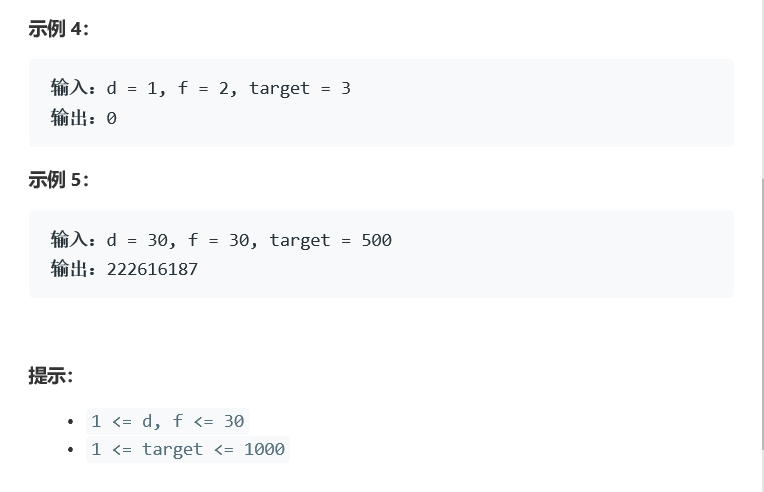 示例 4：
输入：d = 1, f = 2, target = 3
输出：0
示例 5：
输入：d = 30, f = 30, target = 500
输出：222616187
提示：
• 1 <= d, f <= 30
• 1 <= target <= 1000